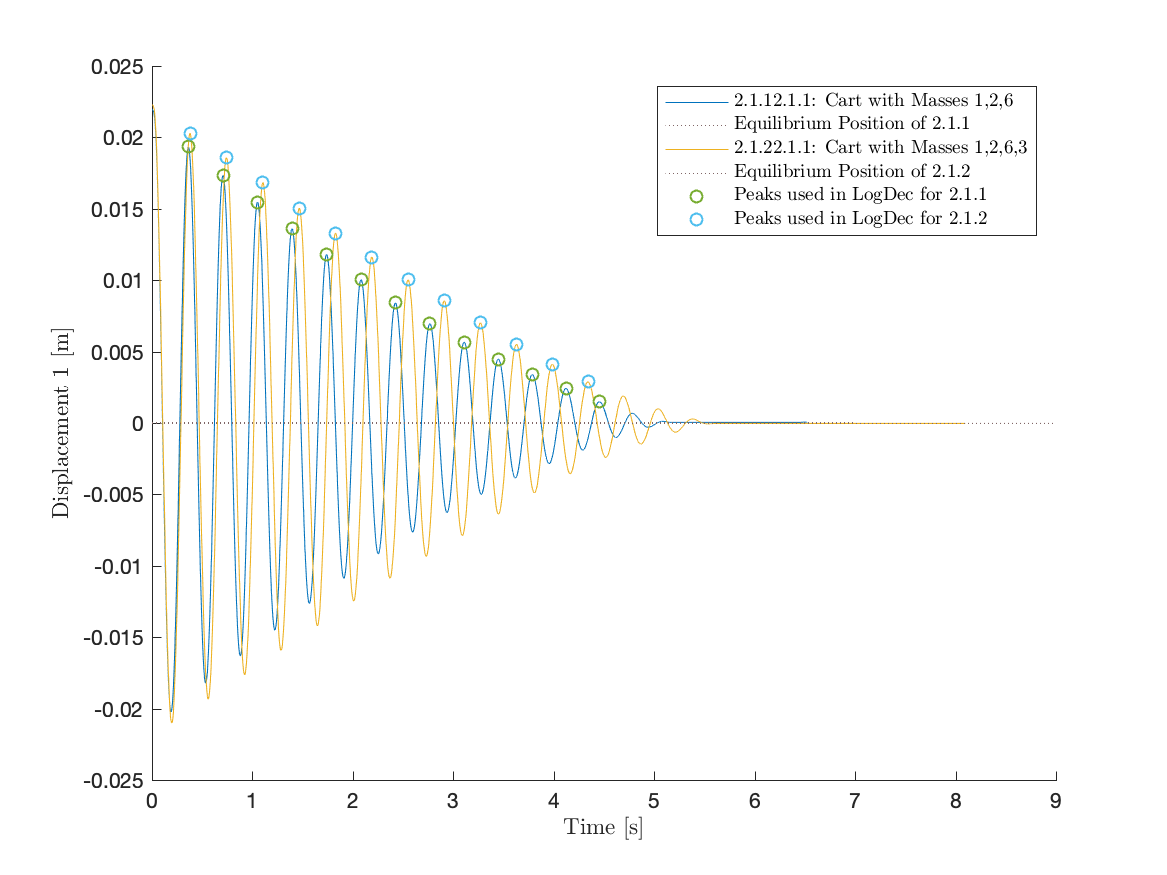 0.025
0.02
0.015
0.01
0.005
0
-0.005
-0.01
-0.015
-0.02
-0.025
Displacement 1 [m]
2.1.12.1.1: Cart with Masses 1,2,6
Equilibrium Position of 2.1.1
2.1.22.1.1: Cart with Masses 1,2,6,3
Equilibrium Position of 2.1.2
Peaks used in LogDec for 2.1.1
Peaks used in LogDec for 2.1.2
0 1 2 3 4 5 6 7 8 9
Time [s]